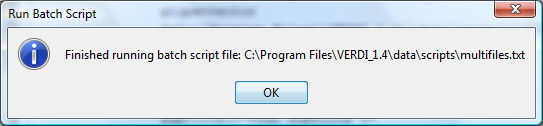 Run Batch Script
Finished running batch script file: C:\Program Files\VERDI_1.4\data\scripts\multifiles.txt
OK